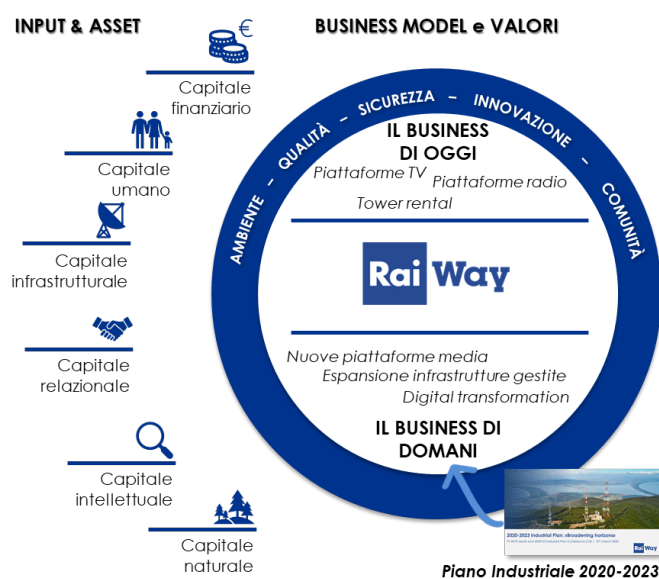 INPUT & ASSET
€
Capitale
finanziario
Capitale
umano
Capitale
infrastrutturale
Capitale
relazionale
Capitale
intellettuale
Capitale
naturale
BUSINESS MODEL e VALORI
AMBIENTE – QUALITÀ – SICUREZZA – INNOVAZIONE – COMUNITÀ
IL BUSINESS
DI OGGI
Piattaforme TV
Piattaforme radio
Tower rental
Rai Way
Nuove piattaforme media
Espansione infrastrutture gestite
Digital transformation
IL BUSINESS DI
DOMANI
2020-2023 Industrial Plan: «Broadening horizons»
Rai Way
Piano Industriale 2020-2023